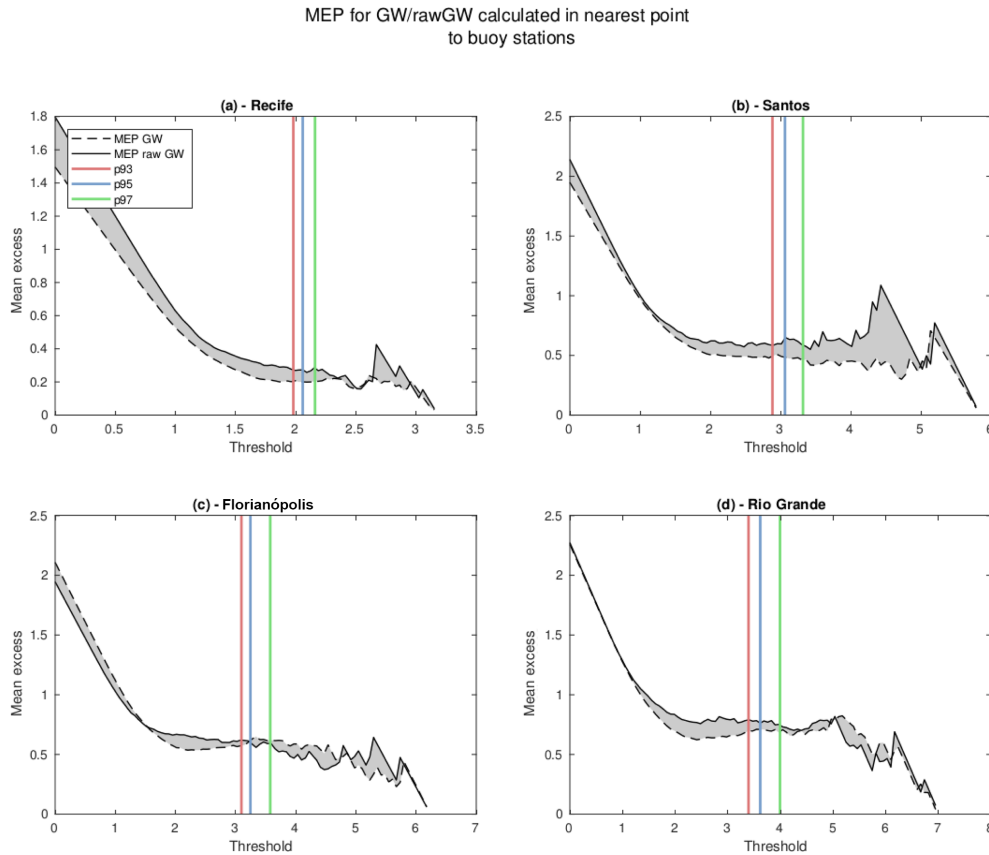 MEP for GW/rawGW calculated in nearest point
to buoy stations
(a) - Recife
MEP GW
MEP raw GW
p93
p95
p97
Mean excess
1.8
1.6
1.4
1.2
1
0.8
0.6
0.4
0.2
0
0 0.5 1 1.5 2 2.5 3 3.5
Threshold
(b) - Santos
Mean excess
2.5
2
1.5
1
0.5
0
0 1 2 3 4 5 6
Threshold
(c) - Florianópolis
Mean excess
2.5
2
1.5
1
0.5
0
0 1 2 3 4 5 6 7
Threshold
(d) - Rio Grande
Mean excess
2.5
2
1.5
1
0.5
0
0 1 2 3 4 5 6 7 8
Threshold